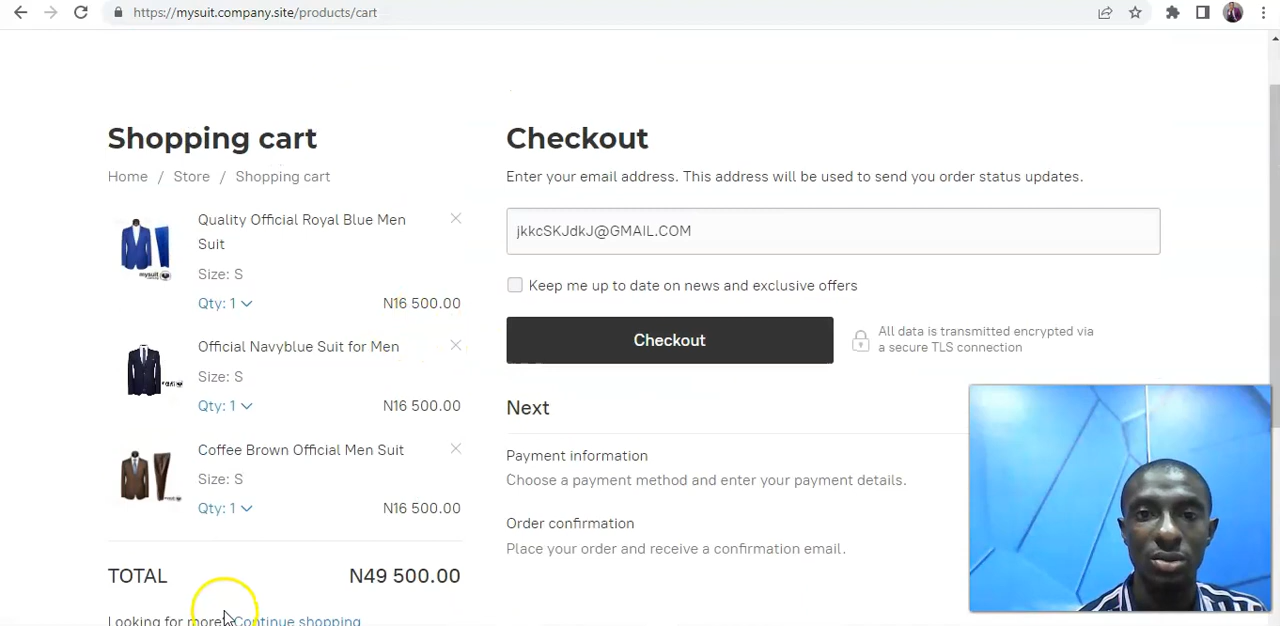 https://mysuit.company.site/products/cart
Shopping cart
Home / Store / Shopping cart
Quality Official Royal Blue Men
Suit
Size: S
Qty: 1
N16 500.00
mysuit
Official Navyblue Suit for Men
Size: S
Qty: 1
N16 500.00
Coffee Brown Official Men Suit
Size: S
Qty: 1
N16 500.00
TOTAL
N49 500.00
Looking for more? Continue shopping
Checkout
Enter your email address. This address will be used to send you order status updates.
jkkcSKJdkJ@GMAIL.COM
Keep me up to date on news and exclusive offers
Checkout
All data is transmitted encrypted via
a secure TLS connection
Next
Payment information
Choose a payment method and enter your payment details.
Order confirmation
Place your order and receive a confirmation email.